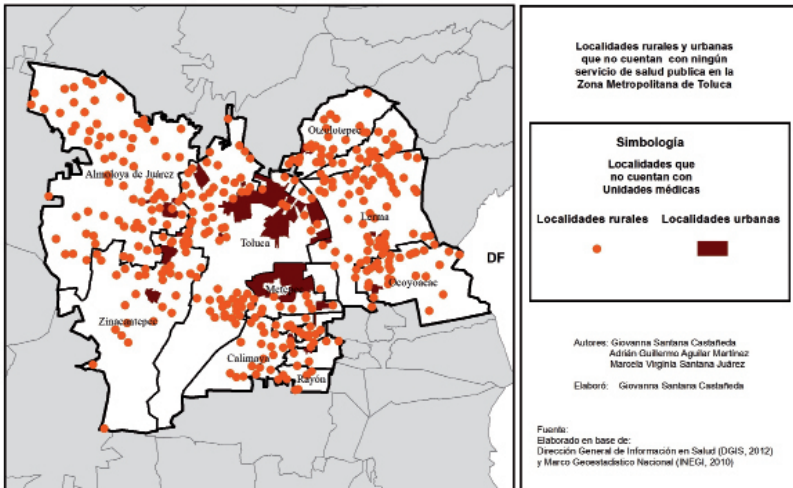 Otzolotepec
Almoloya de Juárez
Lerma
Toluca
DF
Ocoyoacac
Zinacantepec
Calimaya
Rayón
Localidades rurales y urbanas
que no cuentan con ningún
servicio de salud publica en la
Zona Metropolitana de Toluca
Simbología
Localidades que
no cuentan con
Unidades médicas
Localidades rurales Localidades urbanas
Autores: Giovanna Santana Castañeda
Adrián Guillermo Aguilar Martínez
Marcela Virginia Santana Juárez
Elaboró: Giovanna Santana Castañeda
Fuente:
Elaborado en base de:
Dirección General de Información en Salud (DGIS, 2012)
y Marco Geoestadístico Nacional (INEGI, 2010)